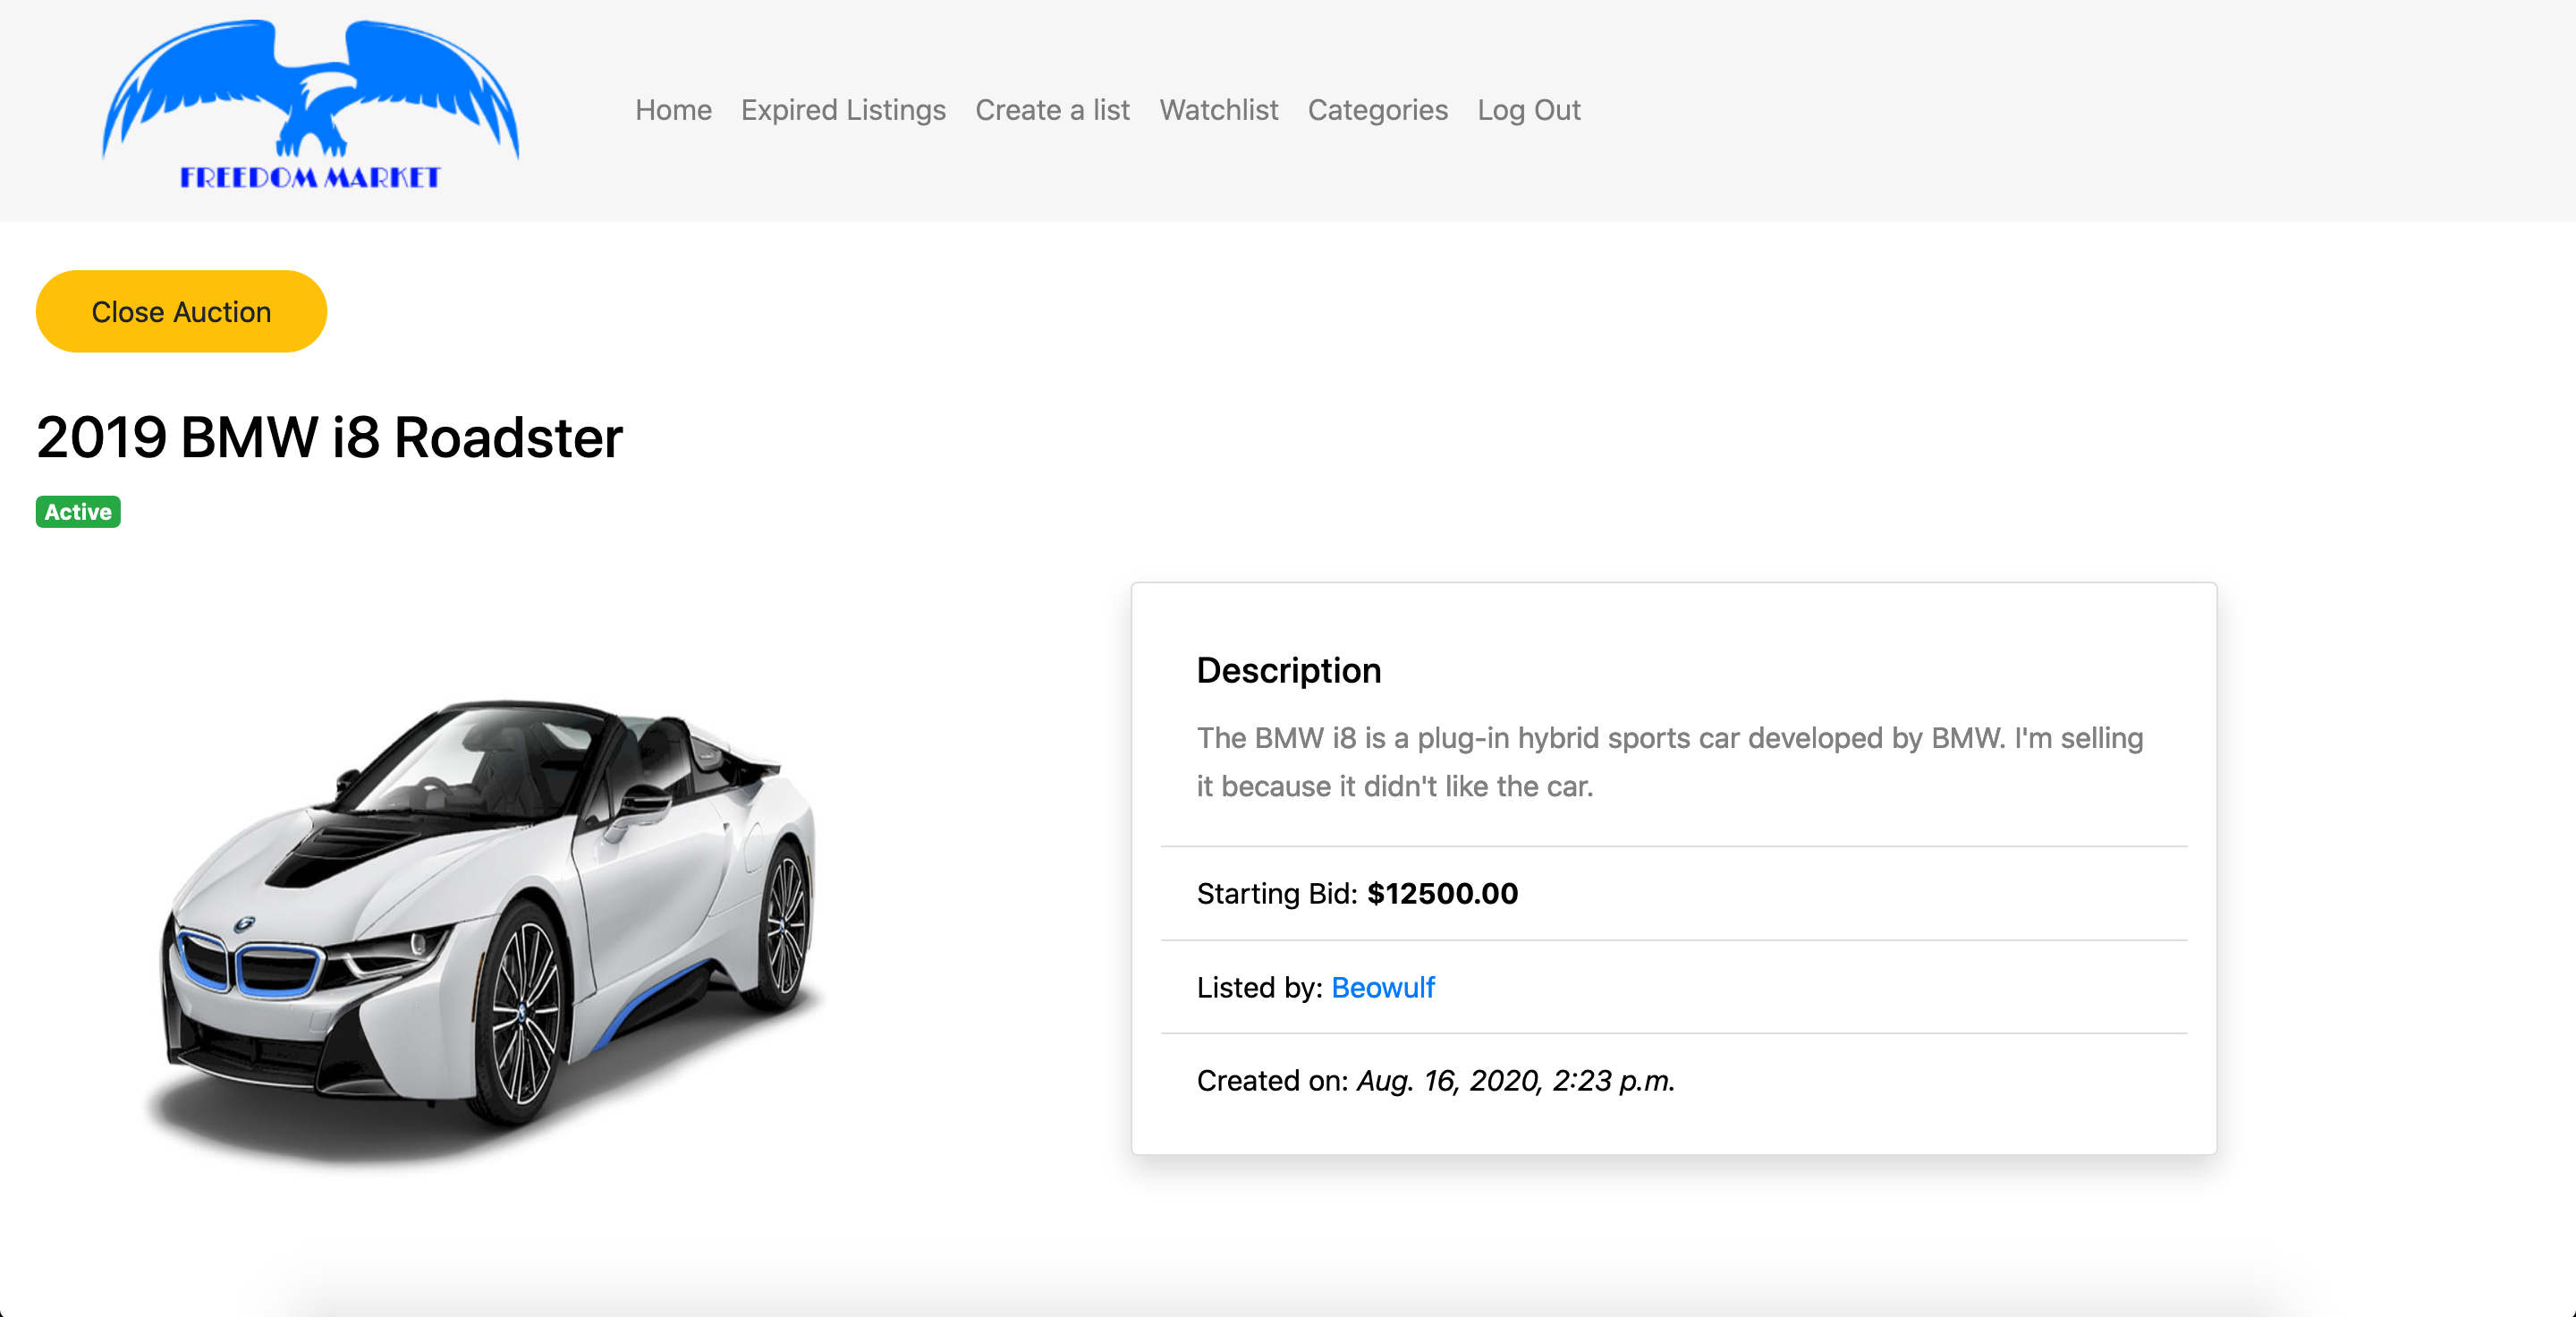 FREEDOM MARKET
Home Expired Listings Create a list Watchlist Categories Log Out
Close Auction
2019 BMW i8 Roadster
Active
Description
The BMW i8 is a plug-in hybrid sports car developed by BMW. I'm selling
it because it didn't like the car.
Starting Bid: $12500.00
Listed by: Beowulf
Created on: Aug. 16, 2020, 2:23 p.m.